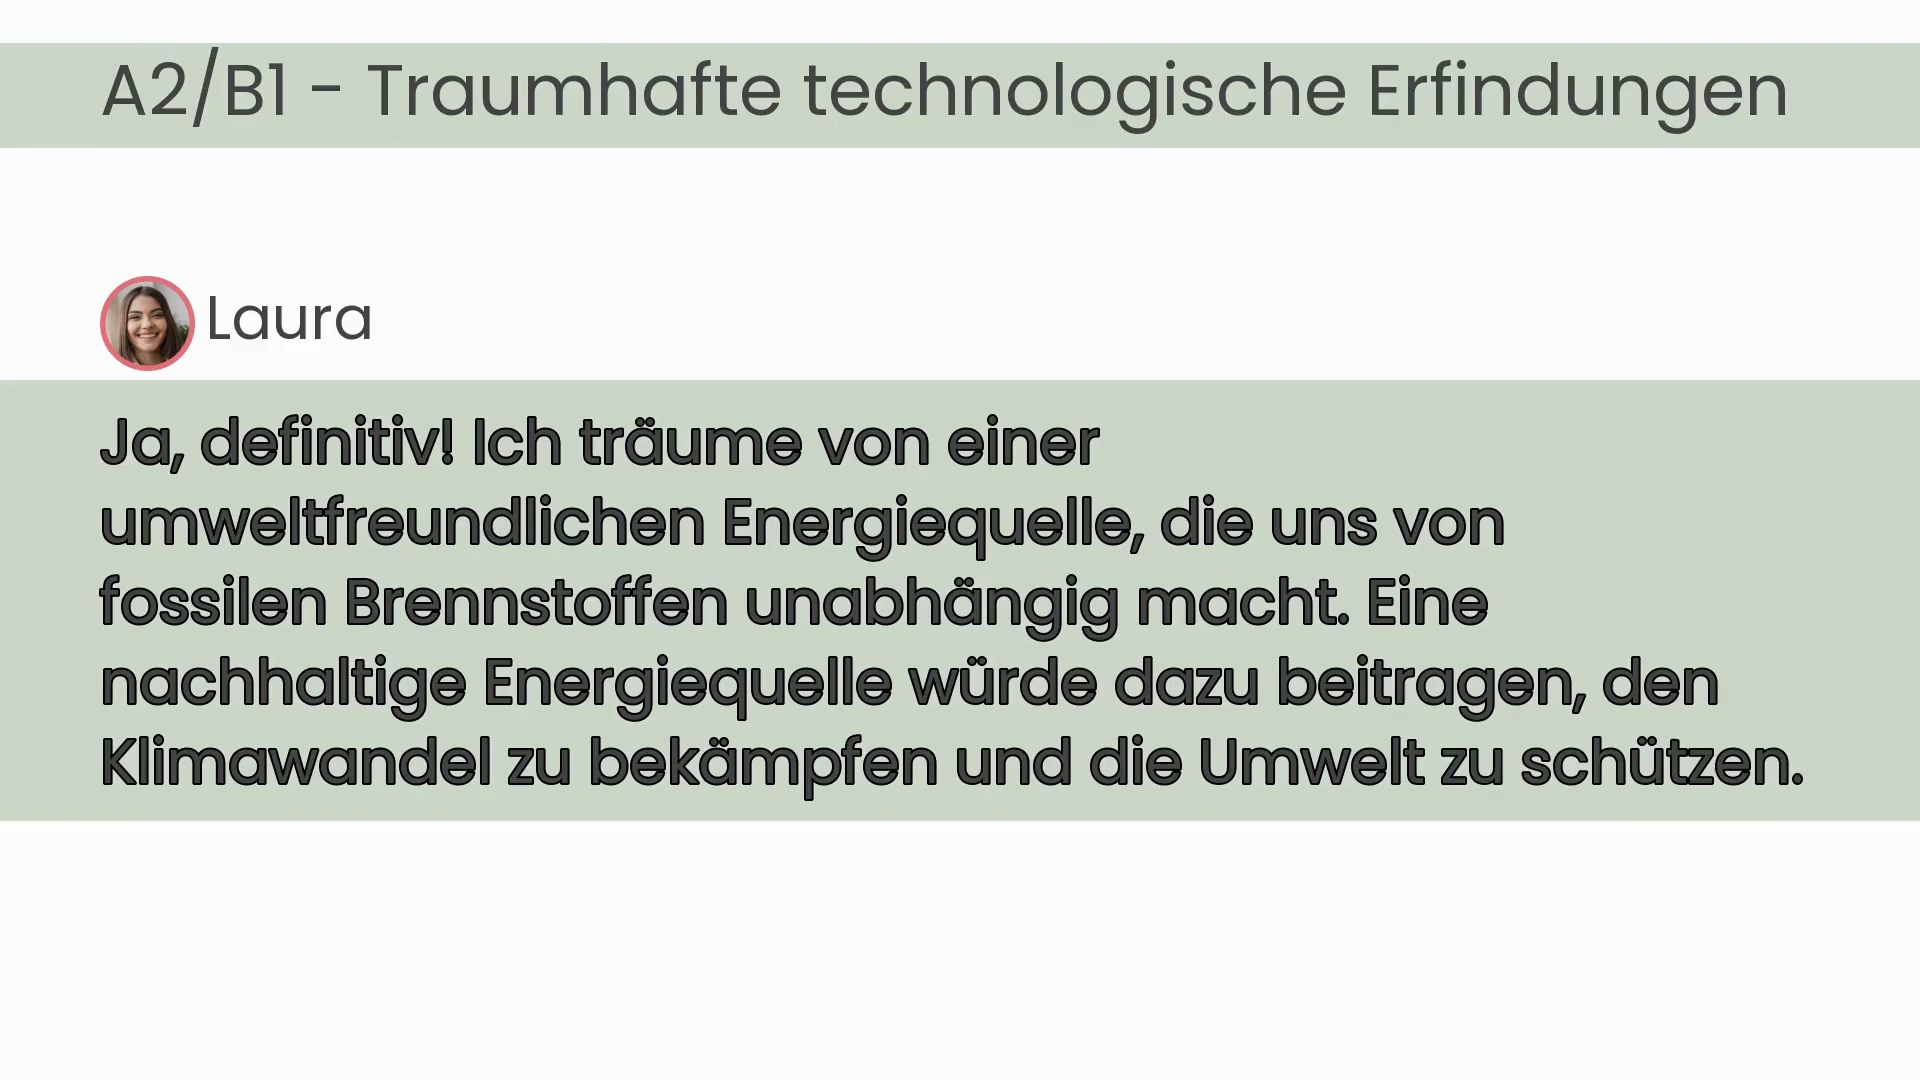 A2/B1 - Traumhafte technologische Erfindungen
Laura
Ja, definitiv! Ich träume von einer
umweltfreundlichen Energiequelle, die uns von
fossilen Brennstoffen unabhängig macht. Eine
nachhaltige Energiequelle würde dazu beitragen, den
Klimawandel zu bekämpfen und die Umwelt zu schützen.